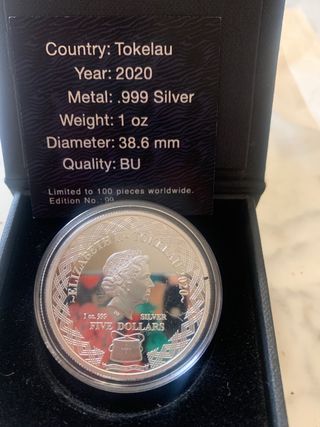 Country: Tokelau
Year: 2020
Metal: .999 Silver
Weight: 1 oz
Diameter: 38.6 mm
Quality: BU
Limited to 100 pieces worldwide.
Edition No.: 99
~ELIZABETH II TOKELAU 2020~
1 oz. 999 SILVER
FIVE DOLLARS